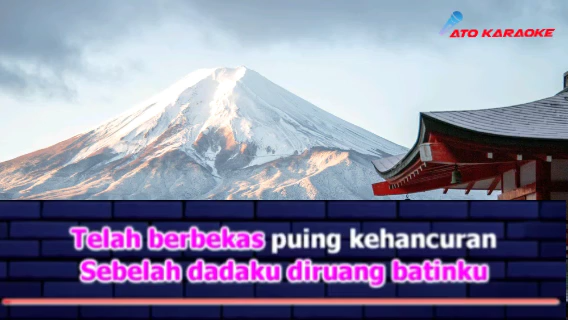 ATO KARAOKE
Telah berbekas puing kehancuran
Sebelah dadaku diruang batinku